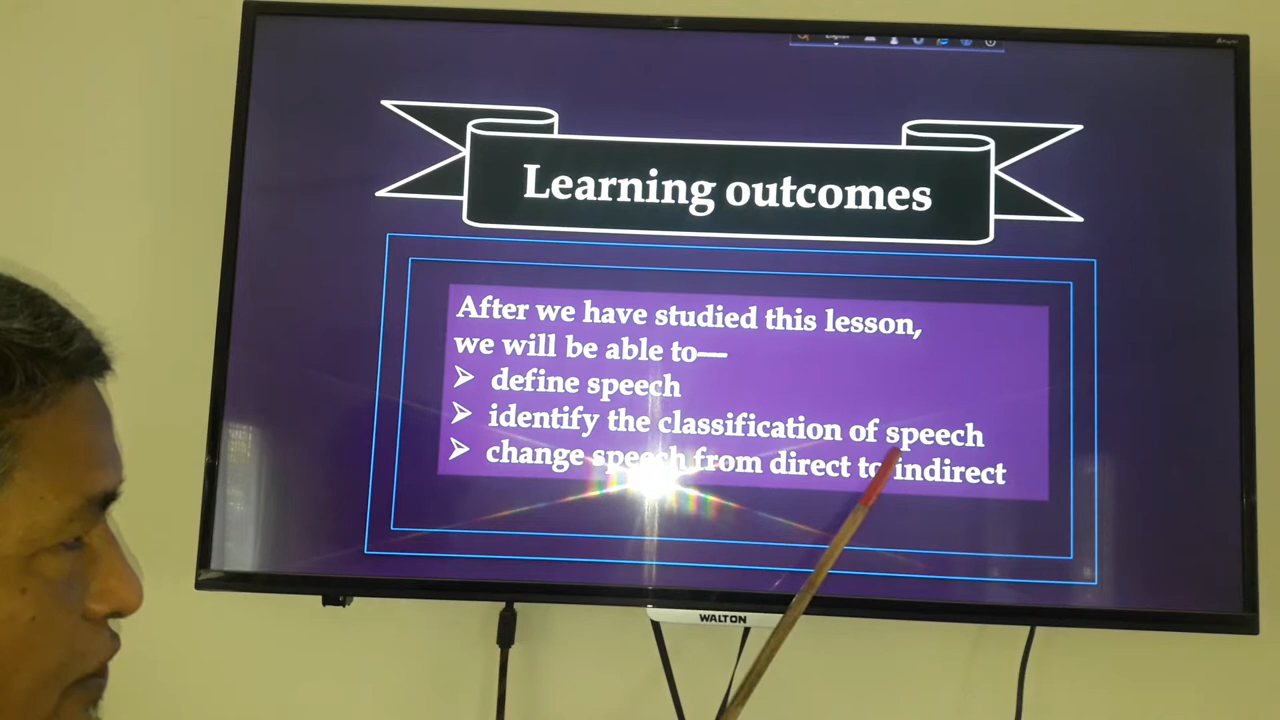 English
Learning outcomes
After we have studied this lesson,
we will be able to—
➢ define speech
➢ identify the classification of speech
➢ change speech from direct to indirect
WALTON